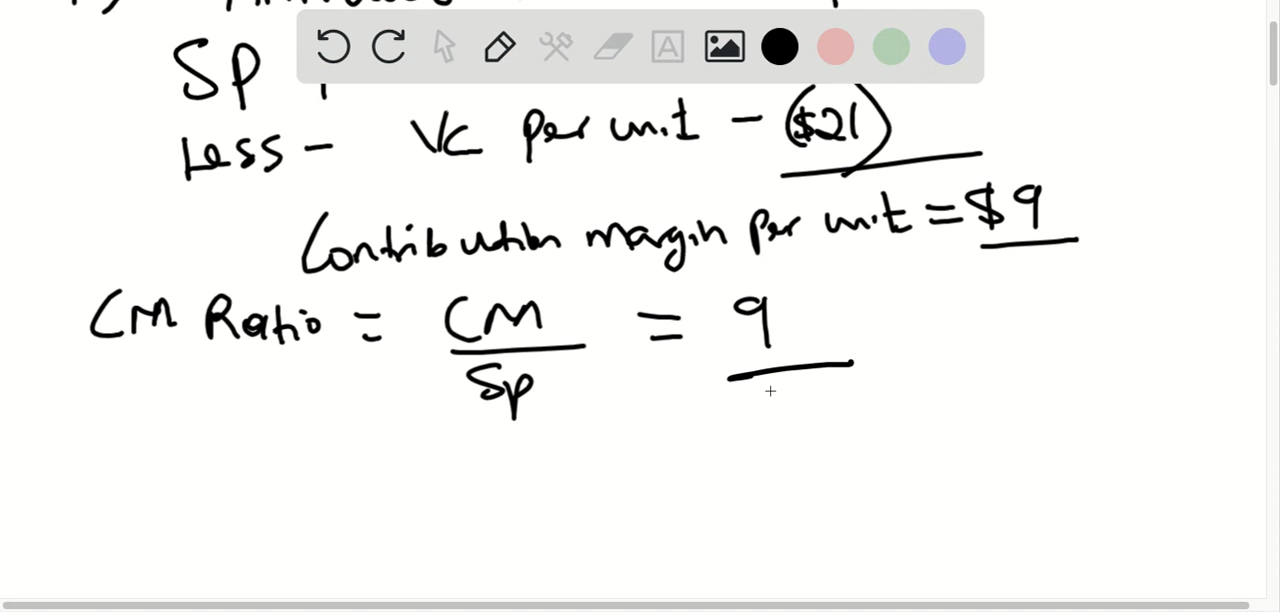 SP
Less - Vc per unit - ($21)
Contribution margin per unit = $9
CM Ratio = CM = 9
Sp
A